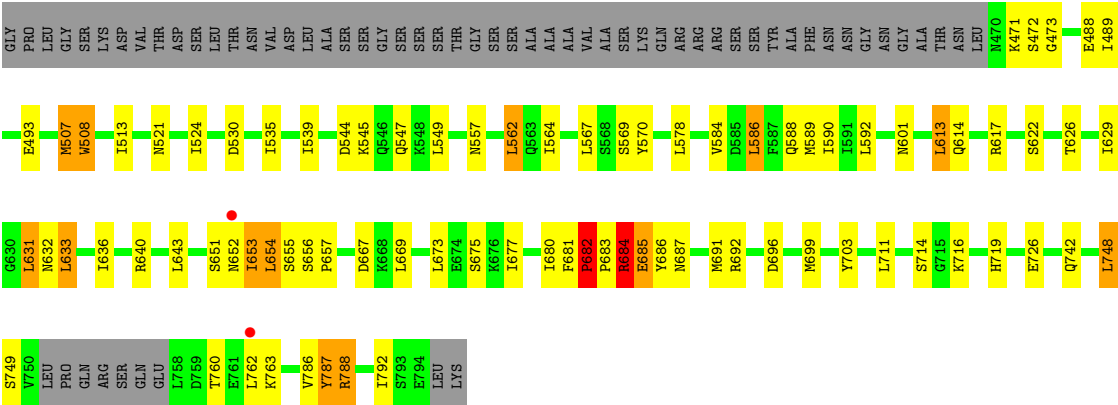 GLY PRO LEU GLY SER LYS ASP VAL THR ASP SER LEU THR ASN VAL ASP LEU ALA SER SER GLY SER SER THR GLY SER SER ALA ALA ALA VAL ALA SER LYS GLN ARG ARG ARG SER SER TYR ALA PHE ASN ASN GLY ASN GLY ALA THR ASN LEU N470 K471 S472 G473 E488 I489
E493 M507 W508 I513 N521 I524 D530 I535 I539 D544 K545 Q546 Q547 K548 L549 N557 L562 Q563 I564 L567 S568 S569 Y570 L578 V584 D585 L586 F587 Q588 M589 I590 I591 L592 N601 L613 Q614 R617 S622 T626 I629
G630 L631 N632 L633 I636 R640 L643 S651 N652 I653 L654 S655 S656 P657 D667 K668 L669 L673 E674 S675 K676 I677 I680 F681 P682 P683 R684 E685 Y686 N687 M691 R692 D696 M699 Y703 L711 S714 G715 K716 H719 E726 Q742 L748
S749 V750 LEU PRO GLN ARG SER GLN GLU L758 D759 T760 E761 L762 K763 V786 Y787 R788 I792 S793 E794 LEU LYS